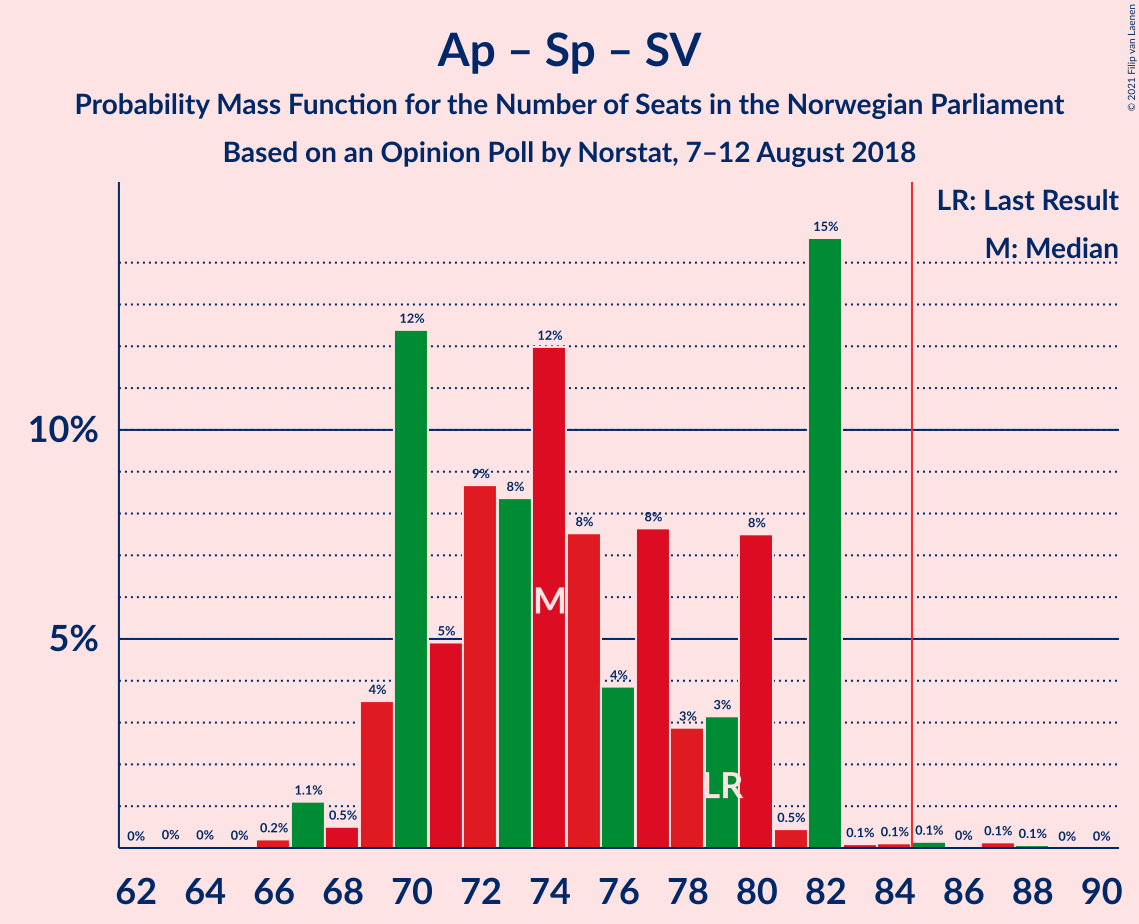 Ap – Sp – SV
Probability Mass Function for the Number of Seats in the Norwegian Parliament
Based on an Opinion Poll by Norstat, 7–12 August 2018
© 2021 Filip van Laenen
LR: Last Result
M: Median
10%
5%
0% 0% 0% 0% 0.2% 1.1% 0.5% 4% 12% 5% 9% 8% 12% 8% 4% 8% 3% 3% 8% 0.5% 15% 0.1% 0.1% 0.1% 0% 0.1% 0.1% 0% 0%
M
LR
62 64 66 68 70 72 74 76 78 80 82 84 86 88 90